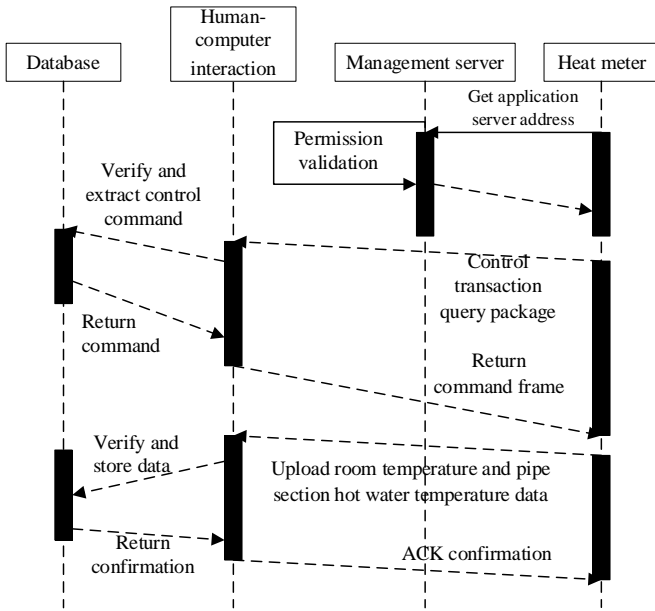 Human-
computer
interaction
Database
Management server
Heat meter
Get application
server address
Permission
validation
Verify and
extract control
command
Control
transaction
query package
Return
command
Return
command frame
Verify and
store data
Upload room temperature and pipe
section hot water temperature data
Return
confirmation
ACK confirmation